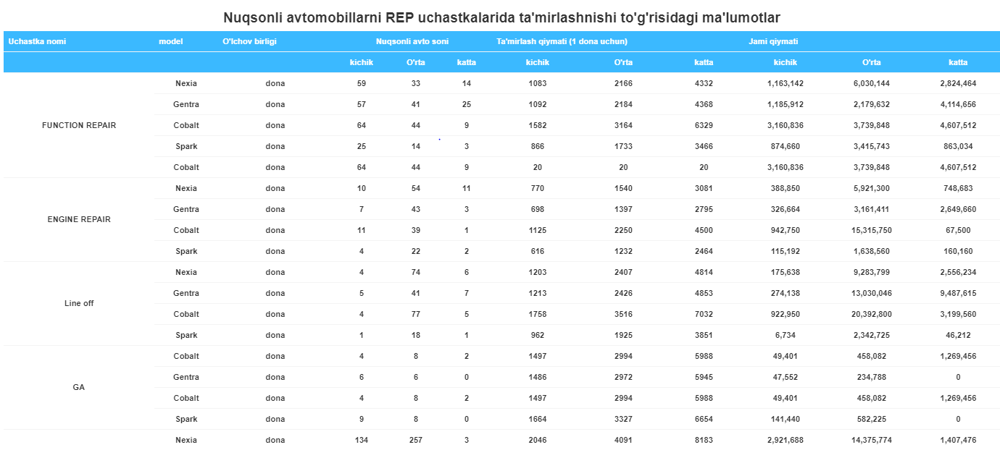 Nuqsonli avtomobillarni REP uchastkalarida ta'mirlashnishi to'g'risidagi ma'lumotlar
Uchastka nomi model O'lchov birligi Nuqsonli avto soni Ta'mirlash qiymati (1 dona uchun) Jami qiymati
kichik O'rta katta kichik O'rta katta kichik O'rta katta
Nexia dona 59 33 14 1083 2166 4332 1,163,142 6,030,144 2,824,464
Gentra dona 57 41 25 1092 2184 4368 1,185,912 2,179,632 4,114,656
FUNCTION REPAIR Cobalt dona 64 44 9 1582 3164 6329 3,160,836 3,739,848 4,607,512
Spark dona 25 14 3 866 1733 3466 874,660 3,415,743 863,034
Cobalt dona 64 44 9 20 20 20 3,160,836 3,739,848 4,607,512
Nexia dona 10 54 11 770 1540 3081 388,850 5,921,300 748,683
Gentra dona 7 43 3 698 1397 2795 326,664 3,161,411 2,649,660
ENGINE REPAIR
Cobalt dona 11 39 1 1125 2250 4500 942,750 15,315,750 67,500
Spark dona 4 22 2 616 1232 2464 115,192 1,638,560 160,160
Nexia dona 4 74 6 1203 2407 4814 175,638 9,283,799 2,556,234
Gentra dona 5 41 7 1213 2426 4853 274,138 13,030,046 9,487,615
Line off
Cobalt dona 4 77 5 1758 3516 7032 922,950 20,392,800 3,199,560
Spark dona 1 18 1 962 1925 3851 6,734 2,342,725 46,212
Cobalt dona 4 8 2 1497 2994 5988 49,401 458,082 1,269,456
Gentra dona 6 6 0 1486 2972 5945 47,552 234,788 0
GA
Cobalt dona 4 8 2 1497 2994 5988 49,401 458,082 1,269,456
Spark dona 9 8 0 1664 3327 6654 141,440 582,225 0
Nexia dona 134 257 3 2046 4091 8183 2,921,688 14,375,774 1,407,476